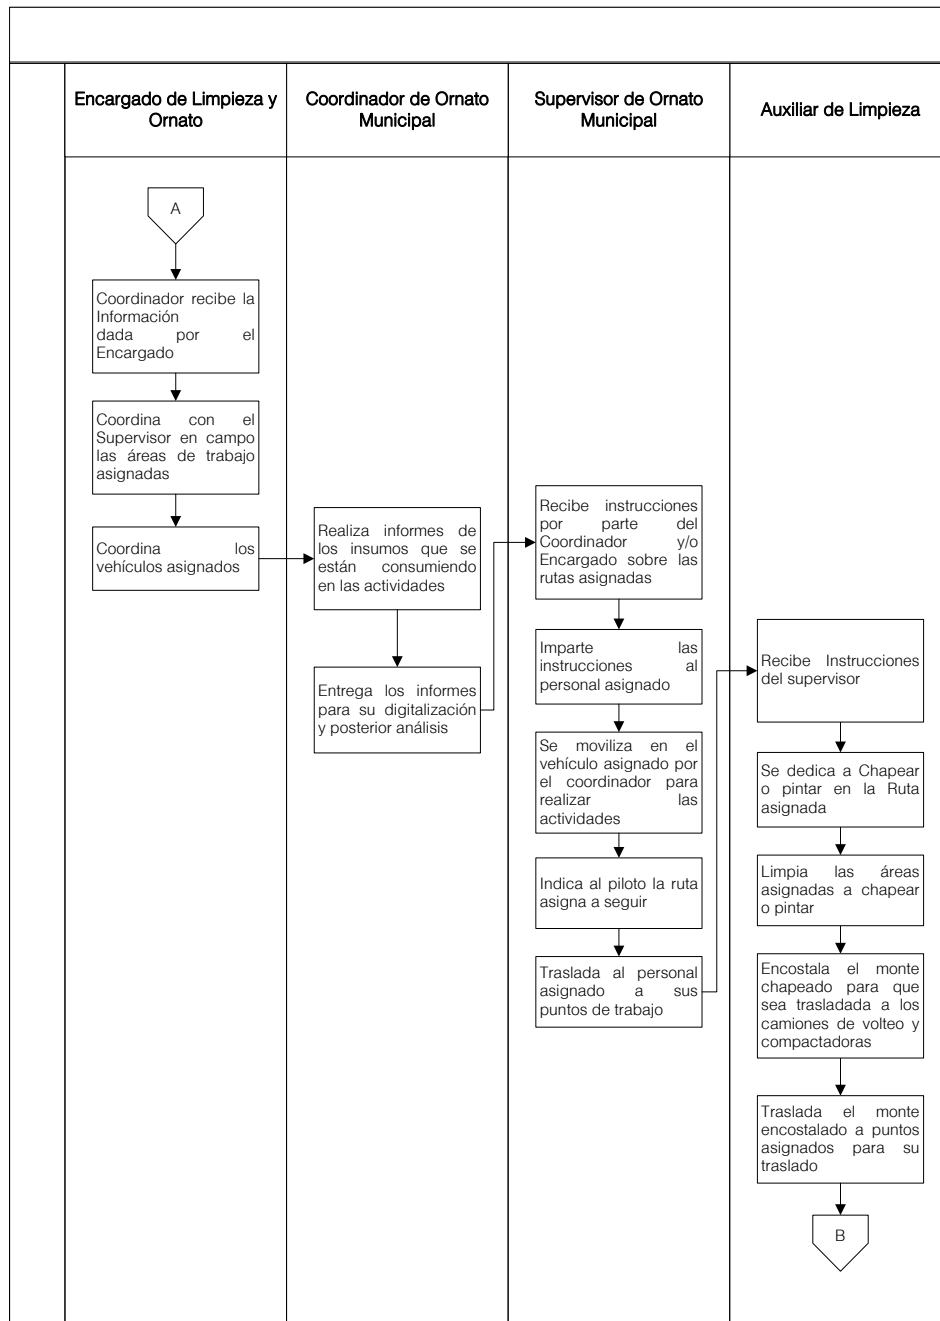 Encargado de Limpieza y
Ornato
Coordinador de Ornato
Municipal
Supervisor de Ornato
Municipal
Auxiliar de Limpieza
A
Coordinador recibe la
Información
dada por el
Encargado
Coordina con el
Supervisor en campo
las áreas de trabajo
asignadas
Coordina los
vehículos asignados
Realiza informes de
los insumos que se
están consumiendo
en las actividades
Entrega los informes
para su digitalización
y posterior análisis
Recibe instrucciones
por parte del
Coordinador y/o
Encargado sobre las
rutas asignadas
Imparte las
instrucciones al
personal asignado
Se moviliza en el
vehículo asignado por
el coordinador para
realizar las
actividades
Indica al piloto la ruta
asigna a seguir
Traslada al personal
asignado a sus
puntos de trabajo
Recibe Instrucciones
del supervisor
Se dedica a Chapear
o pintar en la Ruta
asignada
Limpia las áreas
asignadas a chapear
o pintar
Encostala el monte
chapeado para que
sea trasladada a los
camiones de volteo y
compactadoras
Traslada el monte
encostalado a puntos
asignados para su
traslado
B